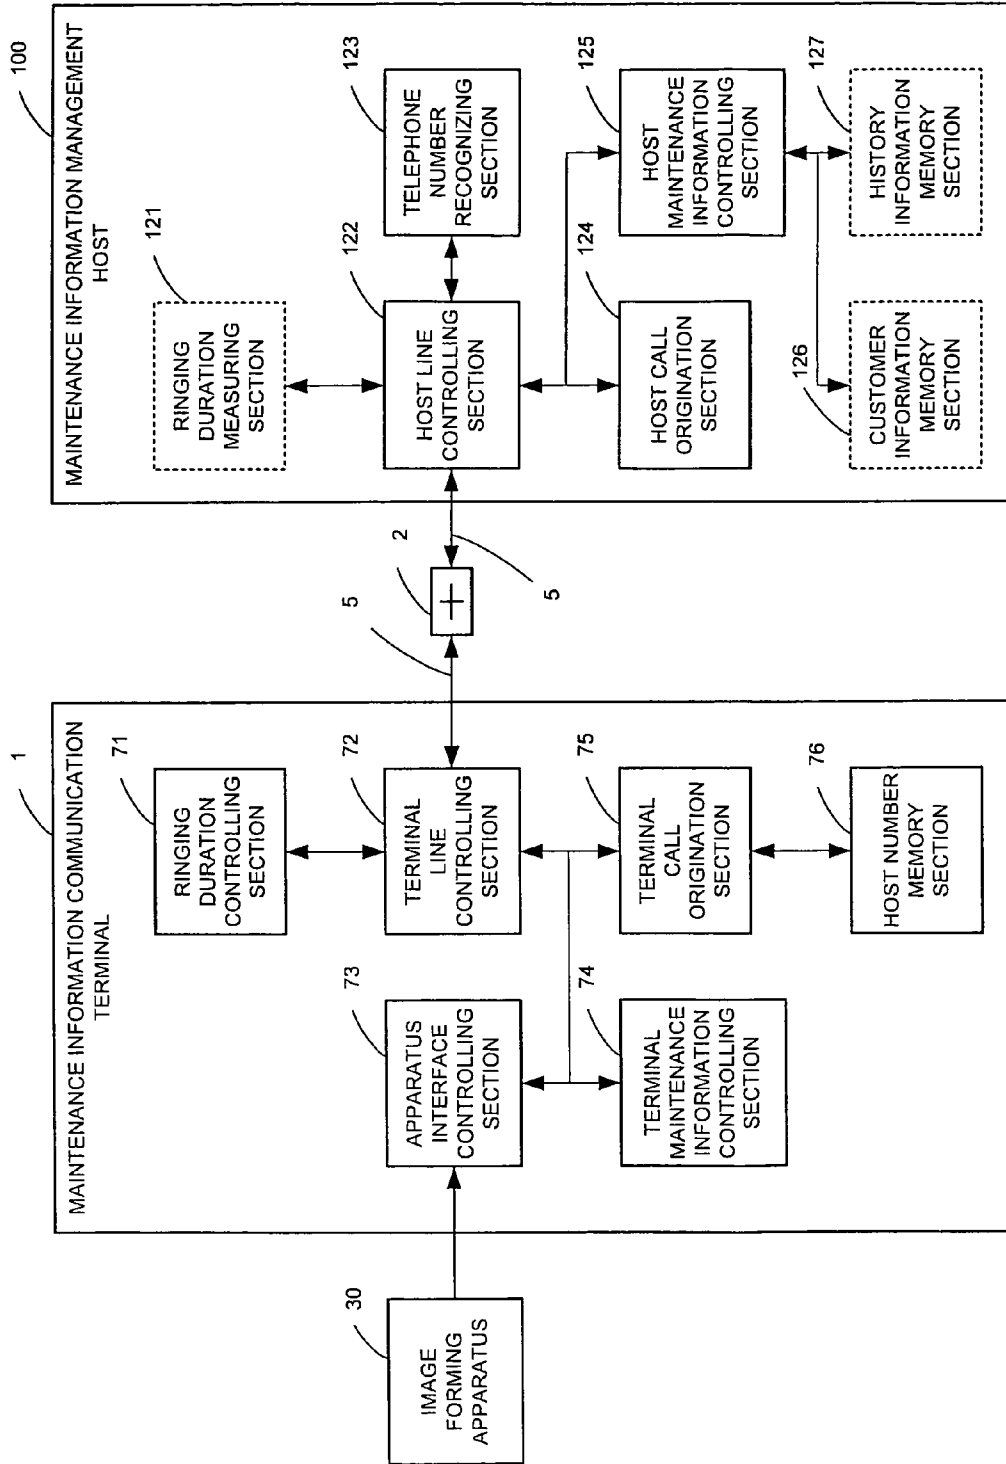 30
IMAGE
FORMING
APPARATUS
1
MAINTENANCE INFORMATION COMMUNICATION
TERMINAL
71
RINGING
DURATION
CONTROLLING
SECTION
73
APPARATUS
INTERFACE
CONTROLLING
SECTION
72
TERMINAL
LINE
CONTROLLING
SECTION
74
TERMINAL
MAINTENANCE
INFORMATION
CONTROLLING
SECTION
75
TERMINAL
CALL
ORIGINATION
SECTION
76
HOST NUMBER
MEMORY
SECTION
5
2
5
100
MAINTENANCE INFORMATION MANAGEMENT
HOST
121
RINGING
DURATION
MEASURING
SECTION
122
HOST LINE
CONTROLLING
SECTION
123
TELEPHONE
NUMBER
RECOGNIZING
SECTION
124
HOST CALL
ORIGINATION
SECTION
125
HOST
MAINTENANCE
INFORMATION
CONTROLLING
SECTION
126
CUSTOMER
INFORMATION
MEMORY
SECTION
127
HISTORY
INFORMATION
MEMORY
SECTION